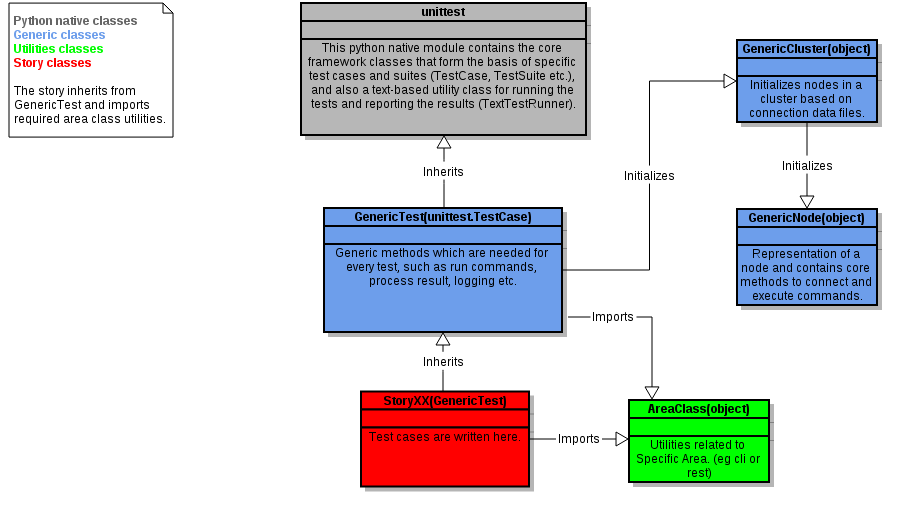 Python native classes
Generic classes
Utilities classes
Story classes
The story inherits from
GenericTest and imports
required area class utilities.
unittest
This python native module contains the core
framework classes that form the basis of specific
test cases and suites (TestCase, TestSuite etc.),
and also a text-based utility class for running the
tests and reporting the results (TextTestRunner).
GenericCluster(object)
Initializes nodes in a
cluster based on
connection data files.
Inherits
Initializes
Initializes
GenericTest(unittest.TestCase)
Generic methods which are needed for
every test, such as run commands,
process result, logging etc.
GenericNode(object)
Representation of a
node and contains core
methods to connect and
execute commands.
Imports
Inherits
StoryXX(GenericTest)
Test cases are written here.
Imports
AreaClass(object)
Utilities related to
Specific Area. (eg cli or
rest)